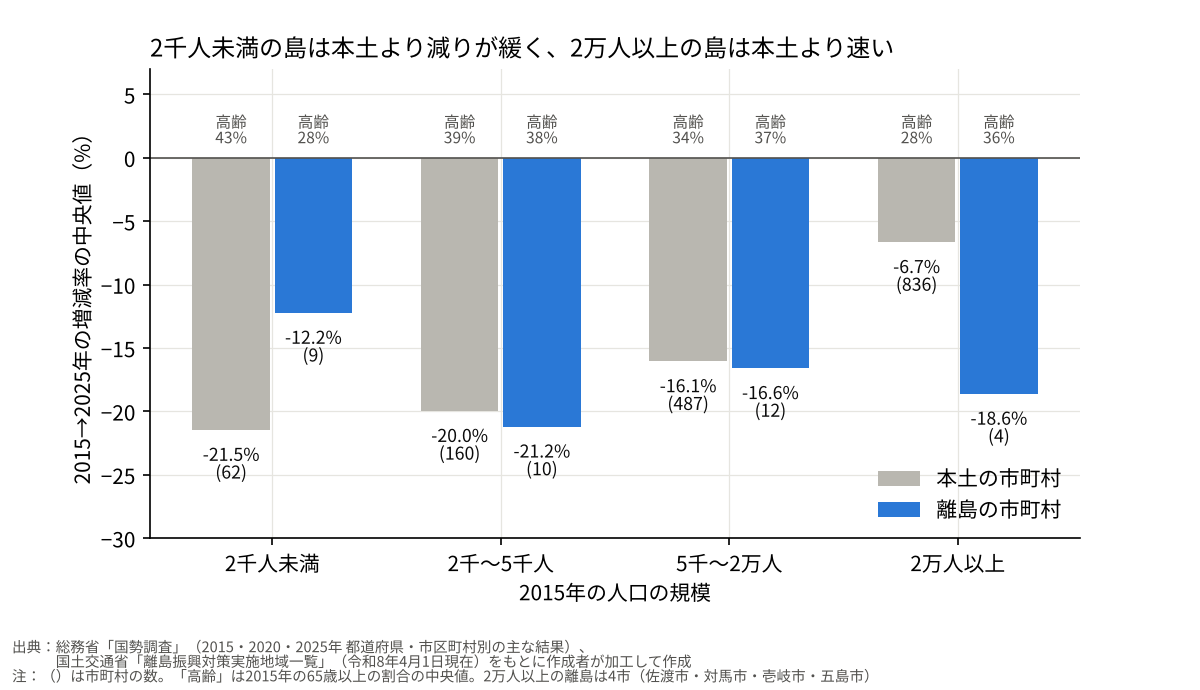 2千人未満の島は本土より減りが緩く、2万人以上の島は本土より速い
2015→2025年の増減率の中央値（%）
5
0
−5
−10
−15
−20
−25
−30
高齢
43%
高齢
28%
高齢
39%
高齢
38%
高齢
34%
高齢
37%
高齢
28%
高齢
36%
-21.5%
(62)
-12.2%
(9)
-20.0%
(160)
-21.2%
(10)
-16.1%
(487)
-16.6%
(12)
-6.7%
(836)
-18.6%
(4)
本土の市町村
離島の市町村
2千人未満
2千〜5千人
5千〜2万人
2万人以上
2015年の人口の規模
出典：総務省「国勢調査」（2015・2020・2025年 都道府県・市区町村別の主な結果）、
国土交通省「離島振興対策実施地域一覧」（令和8年4月1日現在）をもとに作成者が加工して作成
注：（）は市町村の数。「高齢」は2015年の65歳以上の割合の中央値。2万人以上の離島は4市（佐渡市・対馬市・壱岐市・五島市）